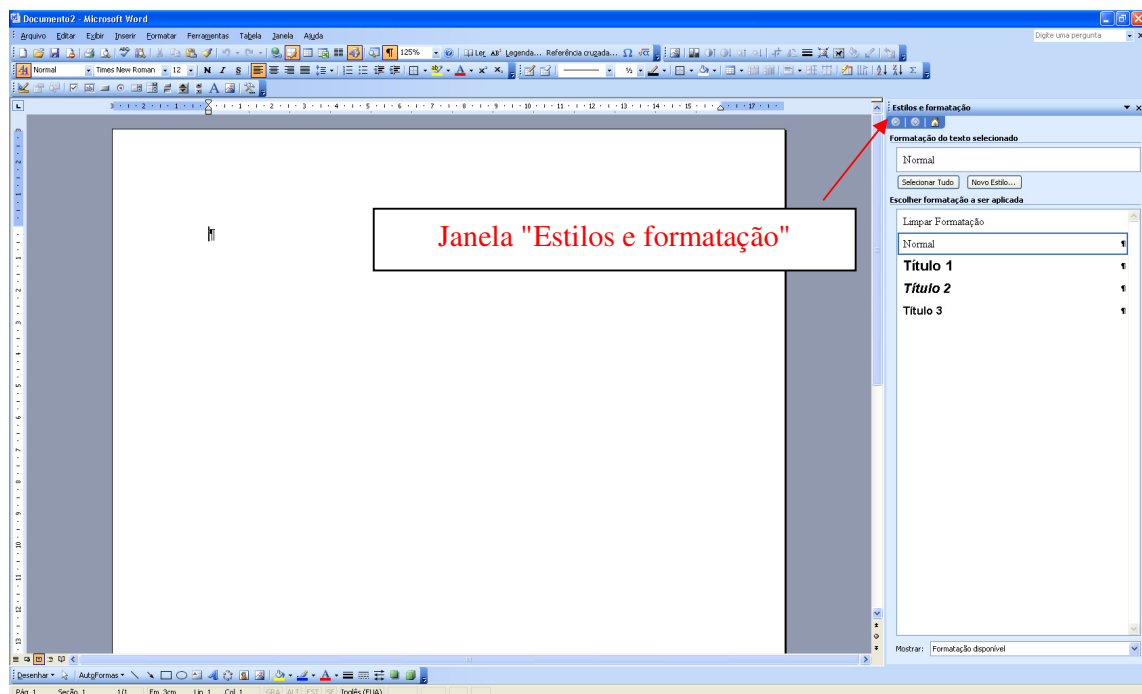 Documento2 - Microsoft Word
Arquivo Editar Exibir Inserir Formatar Ferramentas Tabela Janela Ajuda Digite uma pergunta
125% Ler Legenda... Referência cruzada...
Normal Times New Roman 12 N I S
Estilos e formatação
Formatação do texto selecionado
Normal
Selecionar Tudo Novo Estilo...
Escolher formatação a ser aplicada
Limpar Formatação
Normal ¶
Título 1 ¶
Título 2 ¶
Título 3 ¶
Janela "Estilos e formatação"
¶
Mostrar: Formatação disponível
Desenhar AutoFormas
Pág 1 Seção 1 1/1 Em 3cm Lin 1 Col 1 GRA ALT EST SE Inglês (EUA)